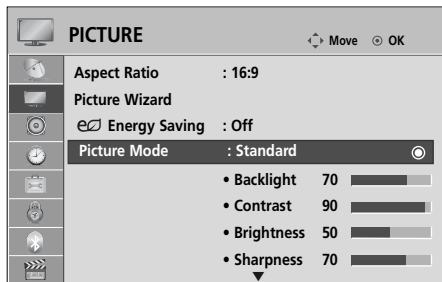 PICTURE
Move OK
Aspect Ratio : 16:9
Picture Wizard
Energy Saving : Off
Picture Mode : Standard
• Backlight 70
• Contrast 90
• Brightness 50
• Sharpness 70